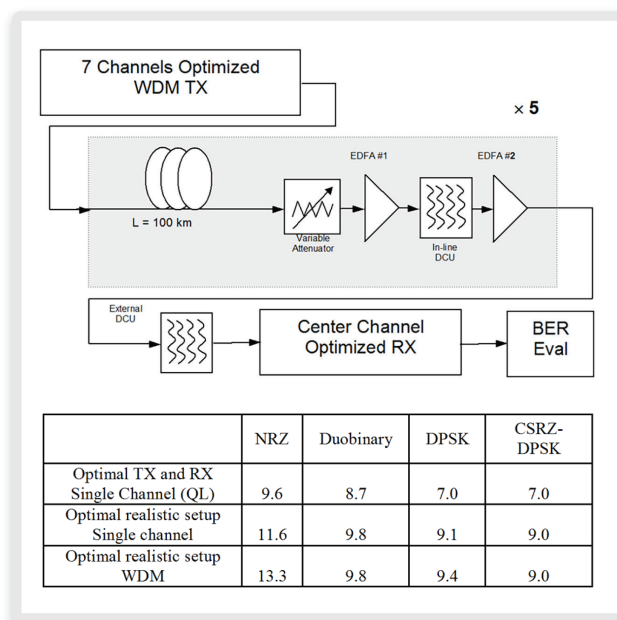 7 Channels Optimized
WDM TX
× 5
EDFA #1
EDFA #2
L = 100 km
Variable
Attenuator
In-line
DCU
External
DCU
Center Channel
Optimized RX
BER
Eval
NRZ Duobinary DPSK CSRZ-
DPSK
Optimal TX and RX
Single Channel (QL) 9.6 8.7 7.0 7.0
Optimal realistic setup
Single channel 11.6 9.8 9.1 9.0
Optimal realistic setup
WDM 13.3 9.8 9.4 9.0